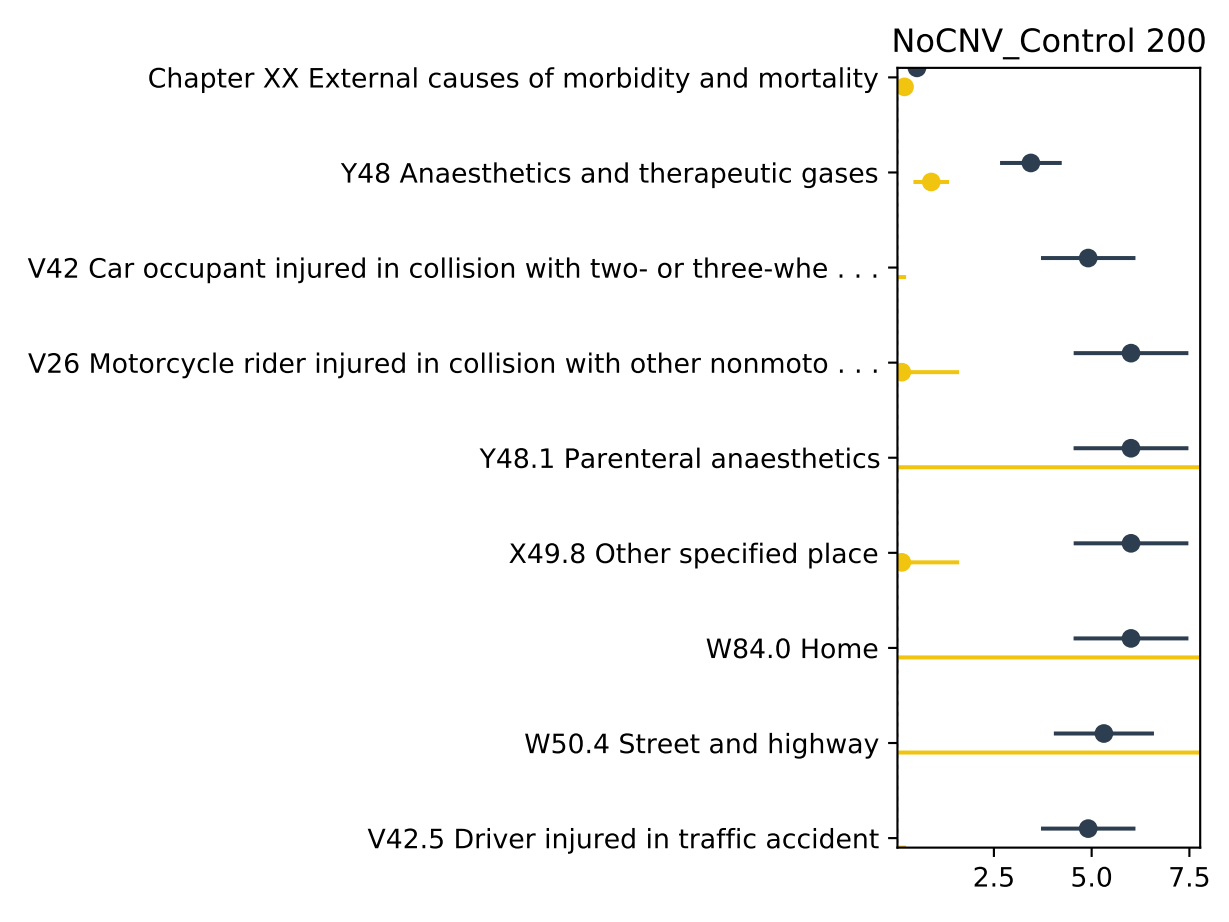 NoCNV_Control 200
Chapter XX External causes of morbidity and mortality
Y48 Anaesthetics and therapeutic gases
V42 Car occupant injured in collision with two- or three-whe . . .
V26 Motorcycle rider injured in collision with other nonmoto . . .
Y48.1 Parenteral anaesthetics
X49.8 Other specified place
W84.0 Home
W50.4 Street and highway
V42.5 Driver injured in traffic accident
2.5 5.0 7.5